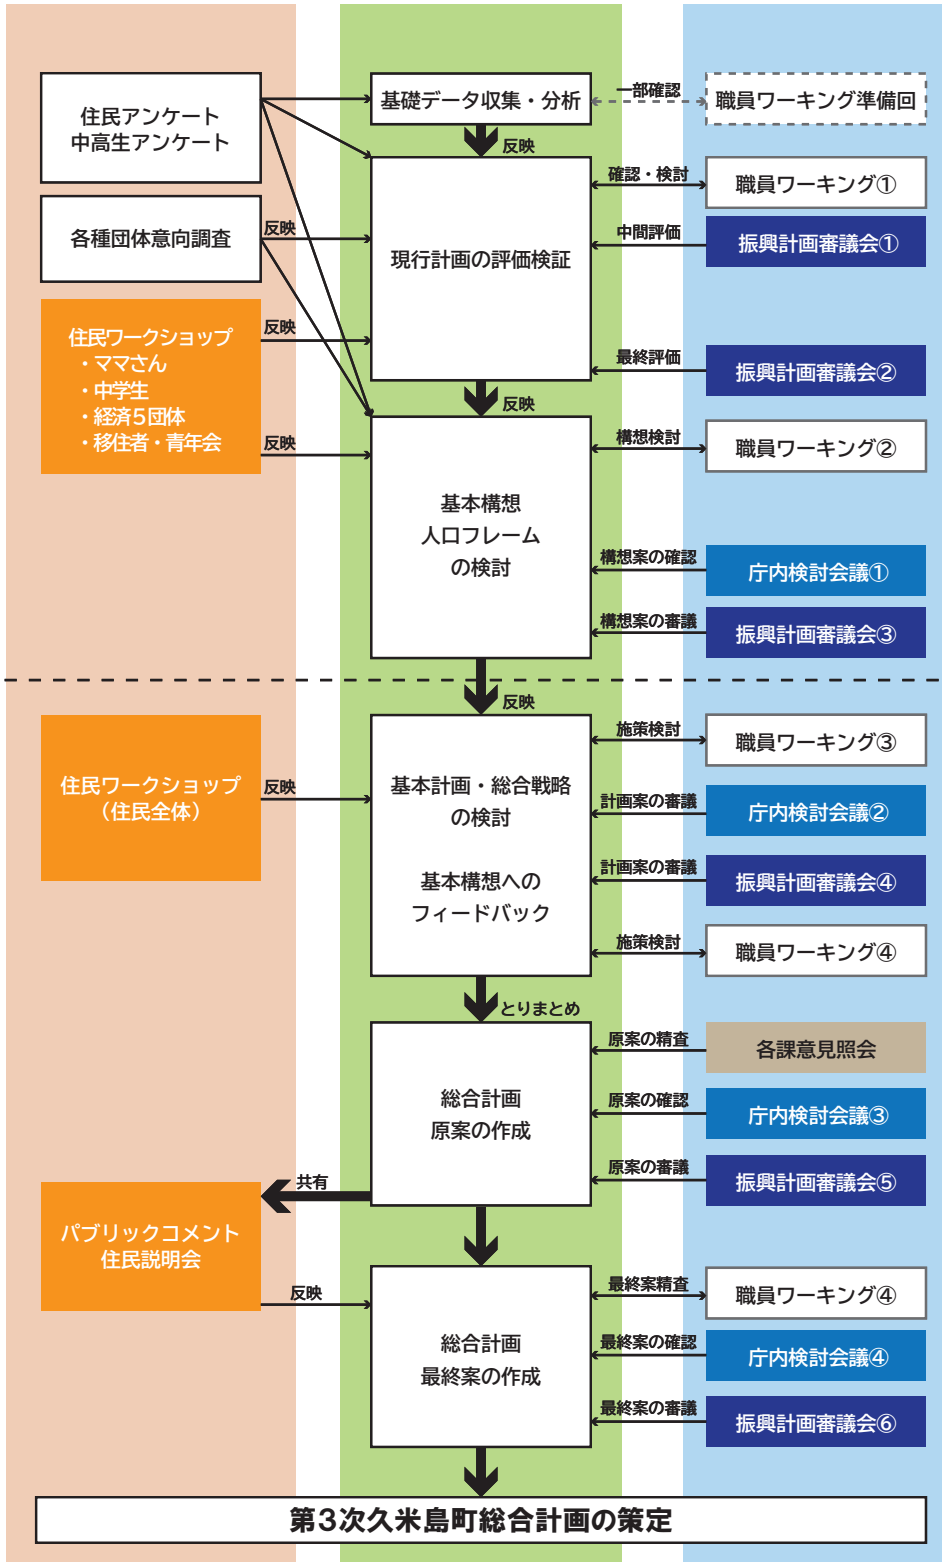 住民アンケート
中高生アンケート
基礎データ収集・分析
一部確認
職員ワーキング準備回
反映
各種団体意向調査
反映
現行計画の評価検証
確認・検討
職員ワーキング①
中間評価
振興計画審議会①
住民ワークショップ
・ママさん
・中学生
・経済5団体
・移住者・青年会
反映
反映
最終評価
振興計画審議会②
反映
基本構想
人口フレーム
の検討
構想検討
職員ワーキング②
構想案の確認
庁内検討会議①
構想案の審議
振興計画審議会③
反映
住民ワークショップ
（住民全体）
反映
基本計画・総合戦略
の検討
基本構想への
フィードバック
施策検討
職員ワーキング③
計画案の審議
庁内検討会議②
計画案の審議
振興計画審議会④
施策検討
職員ワーキング④
とりまとめ
総合計画
原案の作成
原案の精査
各課意見照会
原案の確認
庁内検討会議③
原案の審議
振興計画審議会⑤
共有
パブリックコメント
住民説明会
反映
総合計画
最終案の作成
最終案精査
職員ワーキング④
最終案の確認
庁内検討会議④
最終案の審議
振興計画審議会⑥
第3次久米島町総合計画の策定